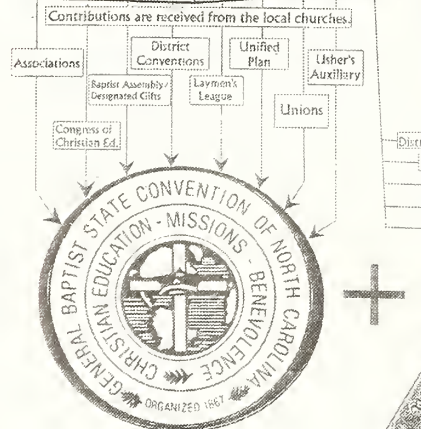 Contributions are received from the local churches.
Associations
District
Conventions
Unified
Plan
Usher's
Auxiliary
Baptist Assembly/
Designated Gifts
Laymen's
League
Unions
Congress of
Christian Ed.
GENERAL BAPTIST STATE CONVENTION OF NORTH CAROLINA
CHRISTIAN EDUCATION - MISSIONS - BENEVOLENCE
ORGANIZED 1867
+